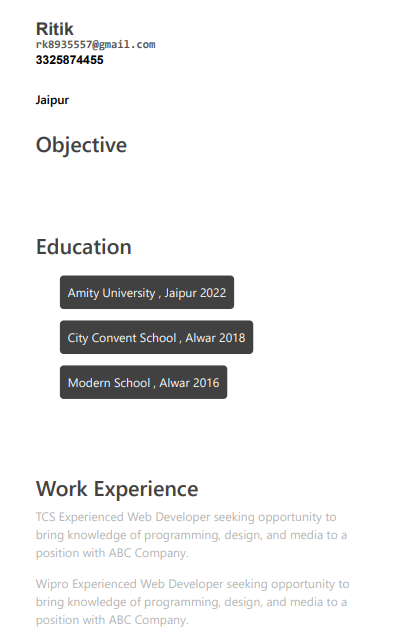 Ritik
rk8935557@gmail.com
3325874455
Jaipur
Objective
Education
Amity University , Jaipur 2022
City Convent School , Alwar 2018
Modern School , Alwar 2016
Work Experience
TCS Experienced Web Developer seeking opportunity to
bring knowledge of programming, design, and media to a
position with ABC Company.
Wipro Experienced Web Developer seeking opportunity to
bring knowledge of programming, design, and media to a
position with ABC Company.